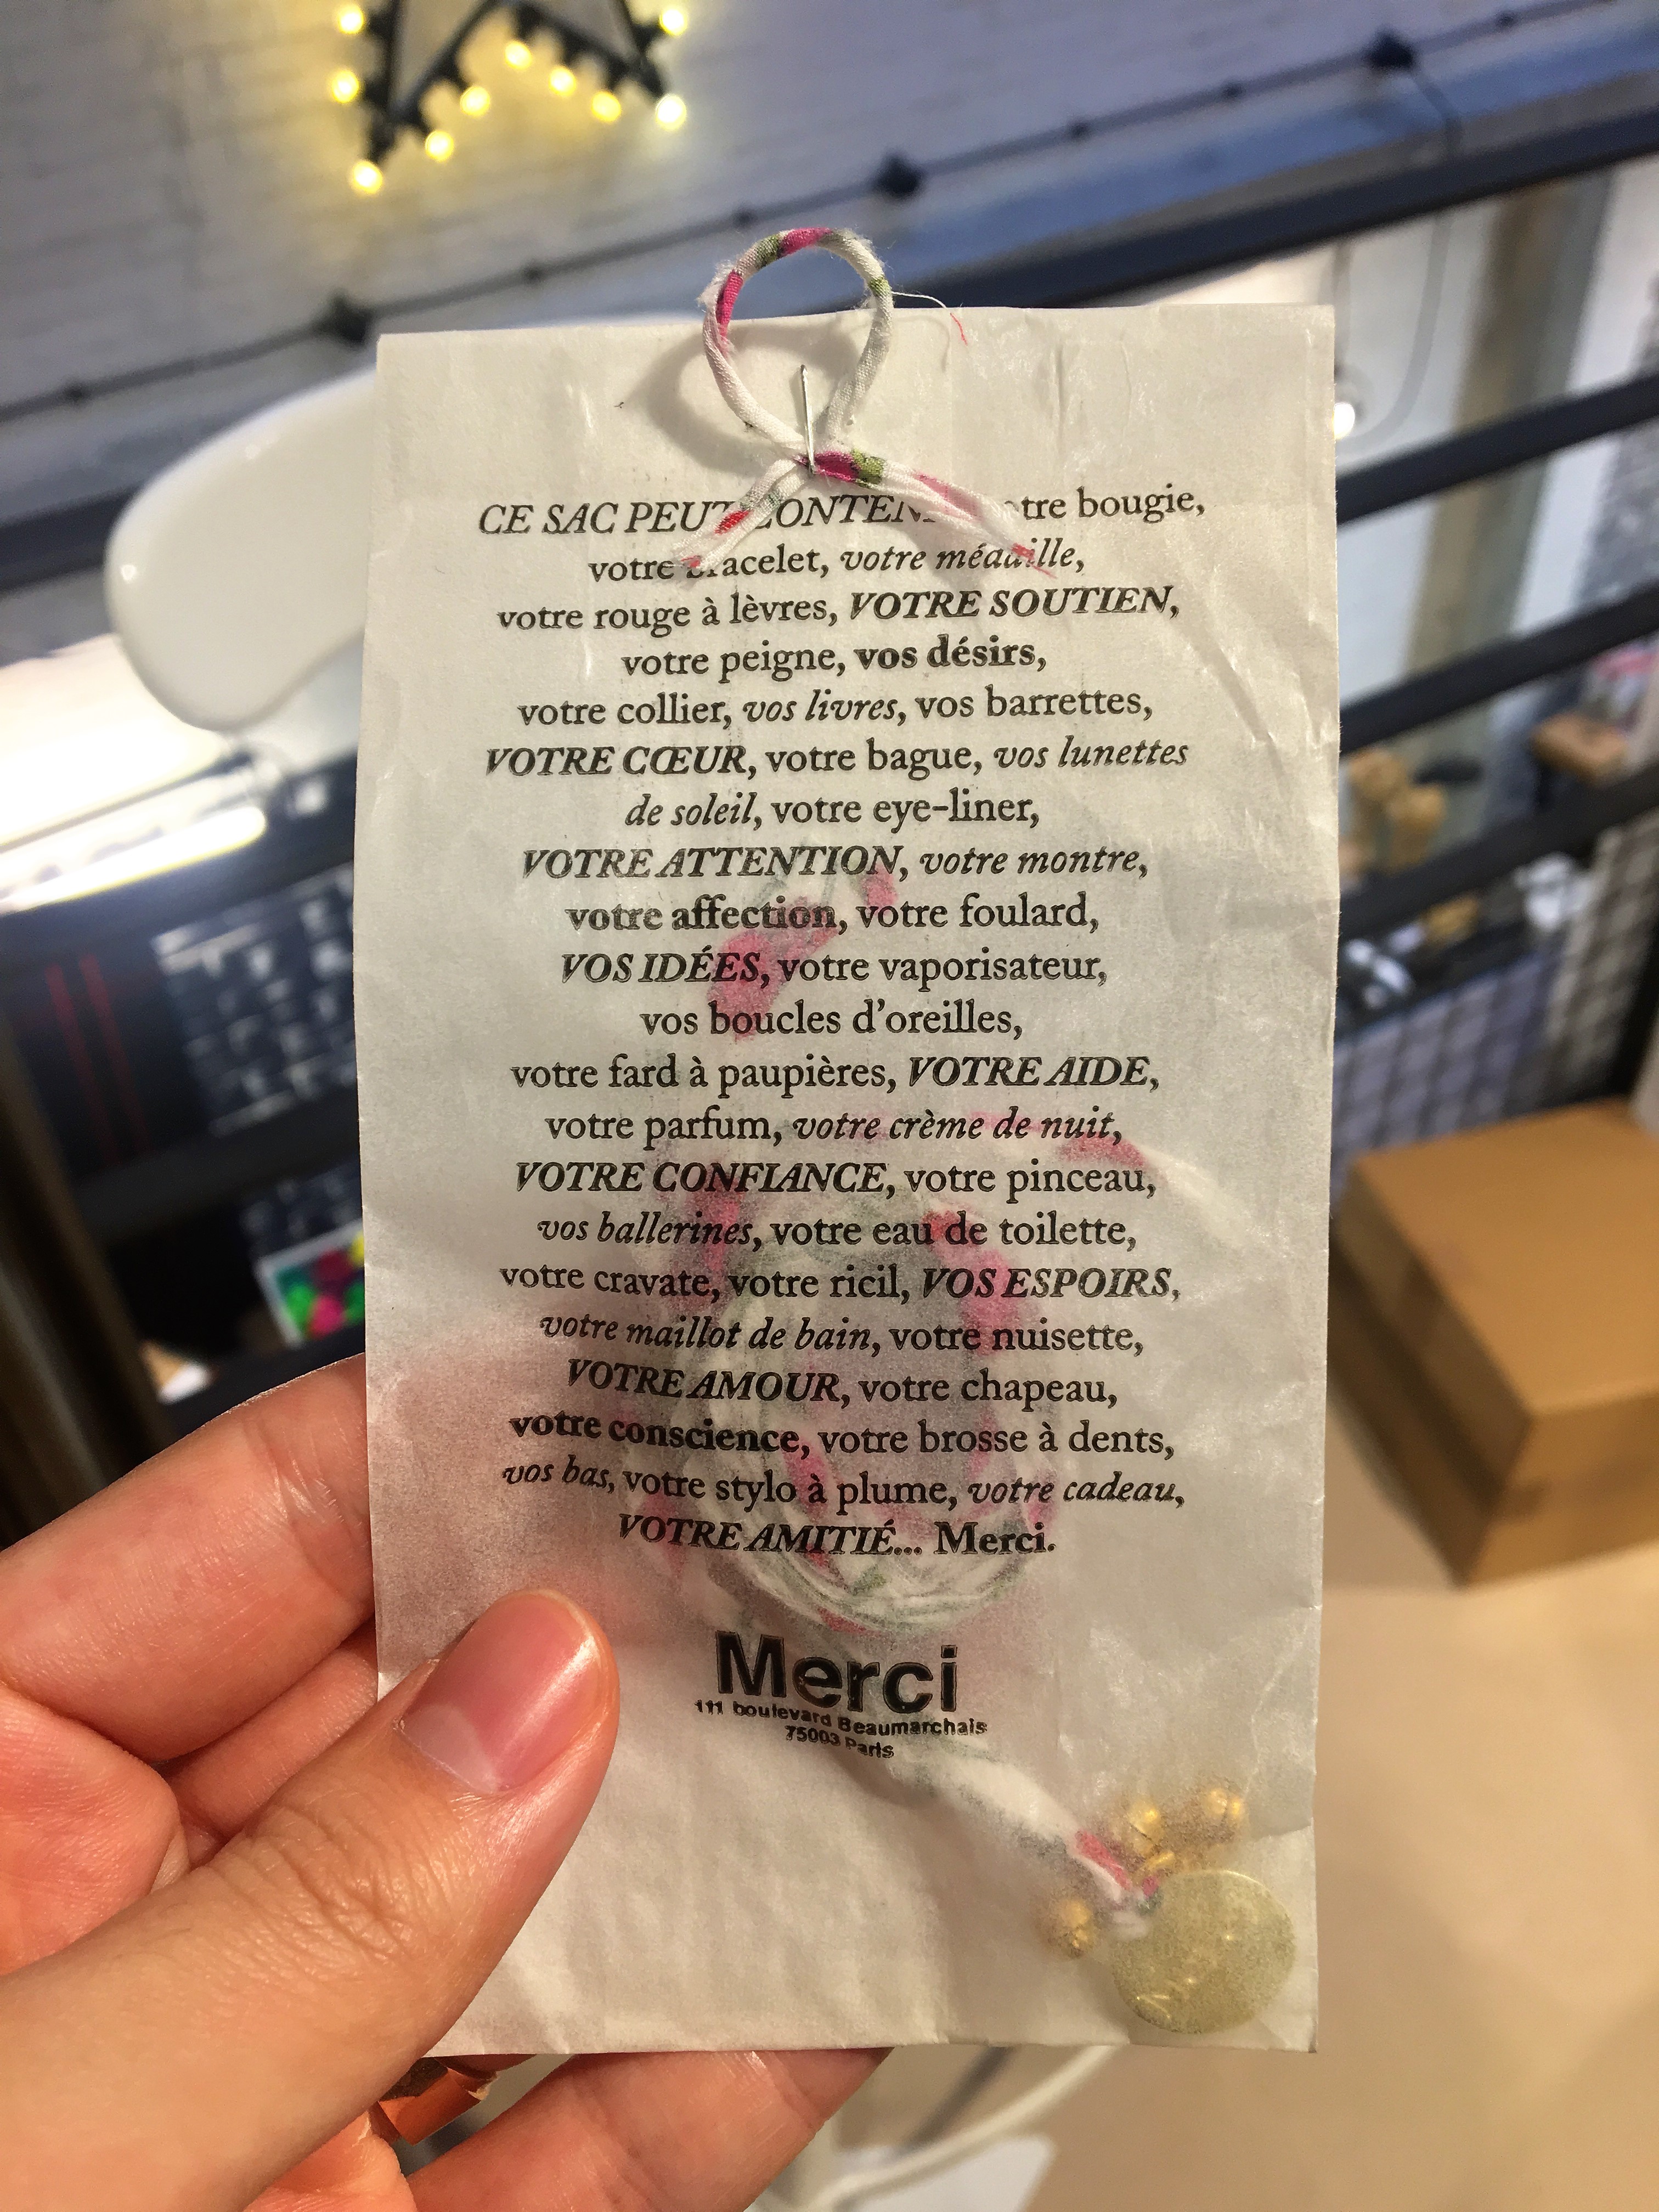 CE SAC PEUT CONTENIR votre bougie,
votre bracelet, votre médaille,
votre rouge à lèvres, VOTRE SOUTIEN,
votre peigne, vos désirs,
votre collier, vos livres, vos barrettes,
VOTRE CŒUR, votre bague, vos lunettes
de soleil, votre eye-liner,
VOTRE ATTENTION, votre montre,
votre affection, votre foulard,
VOS IDÉES, votre vaporisateur,
vos boucles d'oreilles,
votre fard à paupières, VOTRE AIDE,
votre parfum, votre crème de nuit,
VOTRE CONFIANCE, votre pinceau,
vos ballerines, votre eau de toilette,
votre cravate, votre ricil, VOS ESPOIRS,
votre maillot de bain, votre nuisette,
VOTRE AMOUR, votre chapeau,
votre conscience, votre brosse à dents,
vos bas, votre stylo à plume, votre cadeau,
VOTRE AMITIÉ... Merci.
Merci
111 boulevard Beaumarchais
75003 Paris